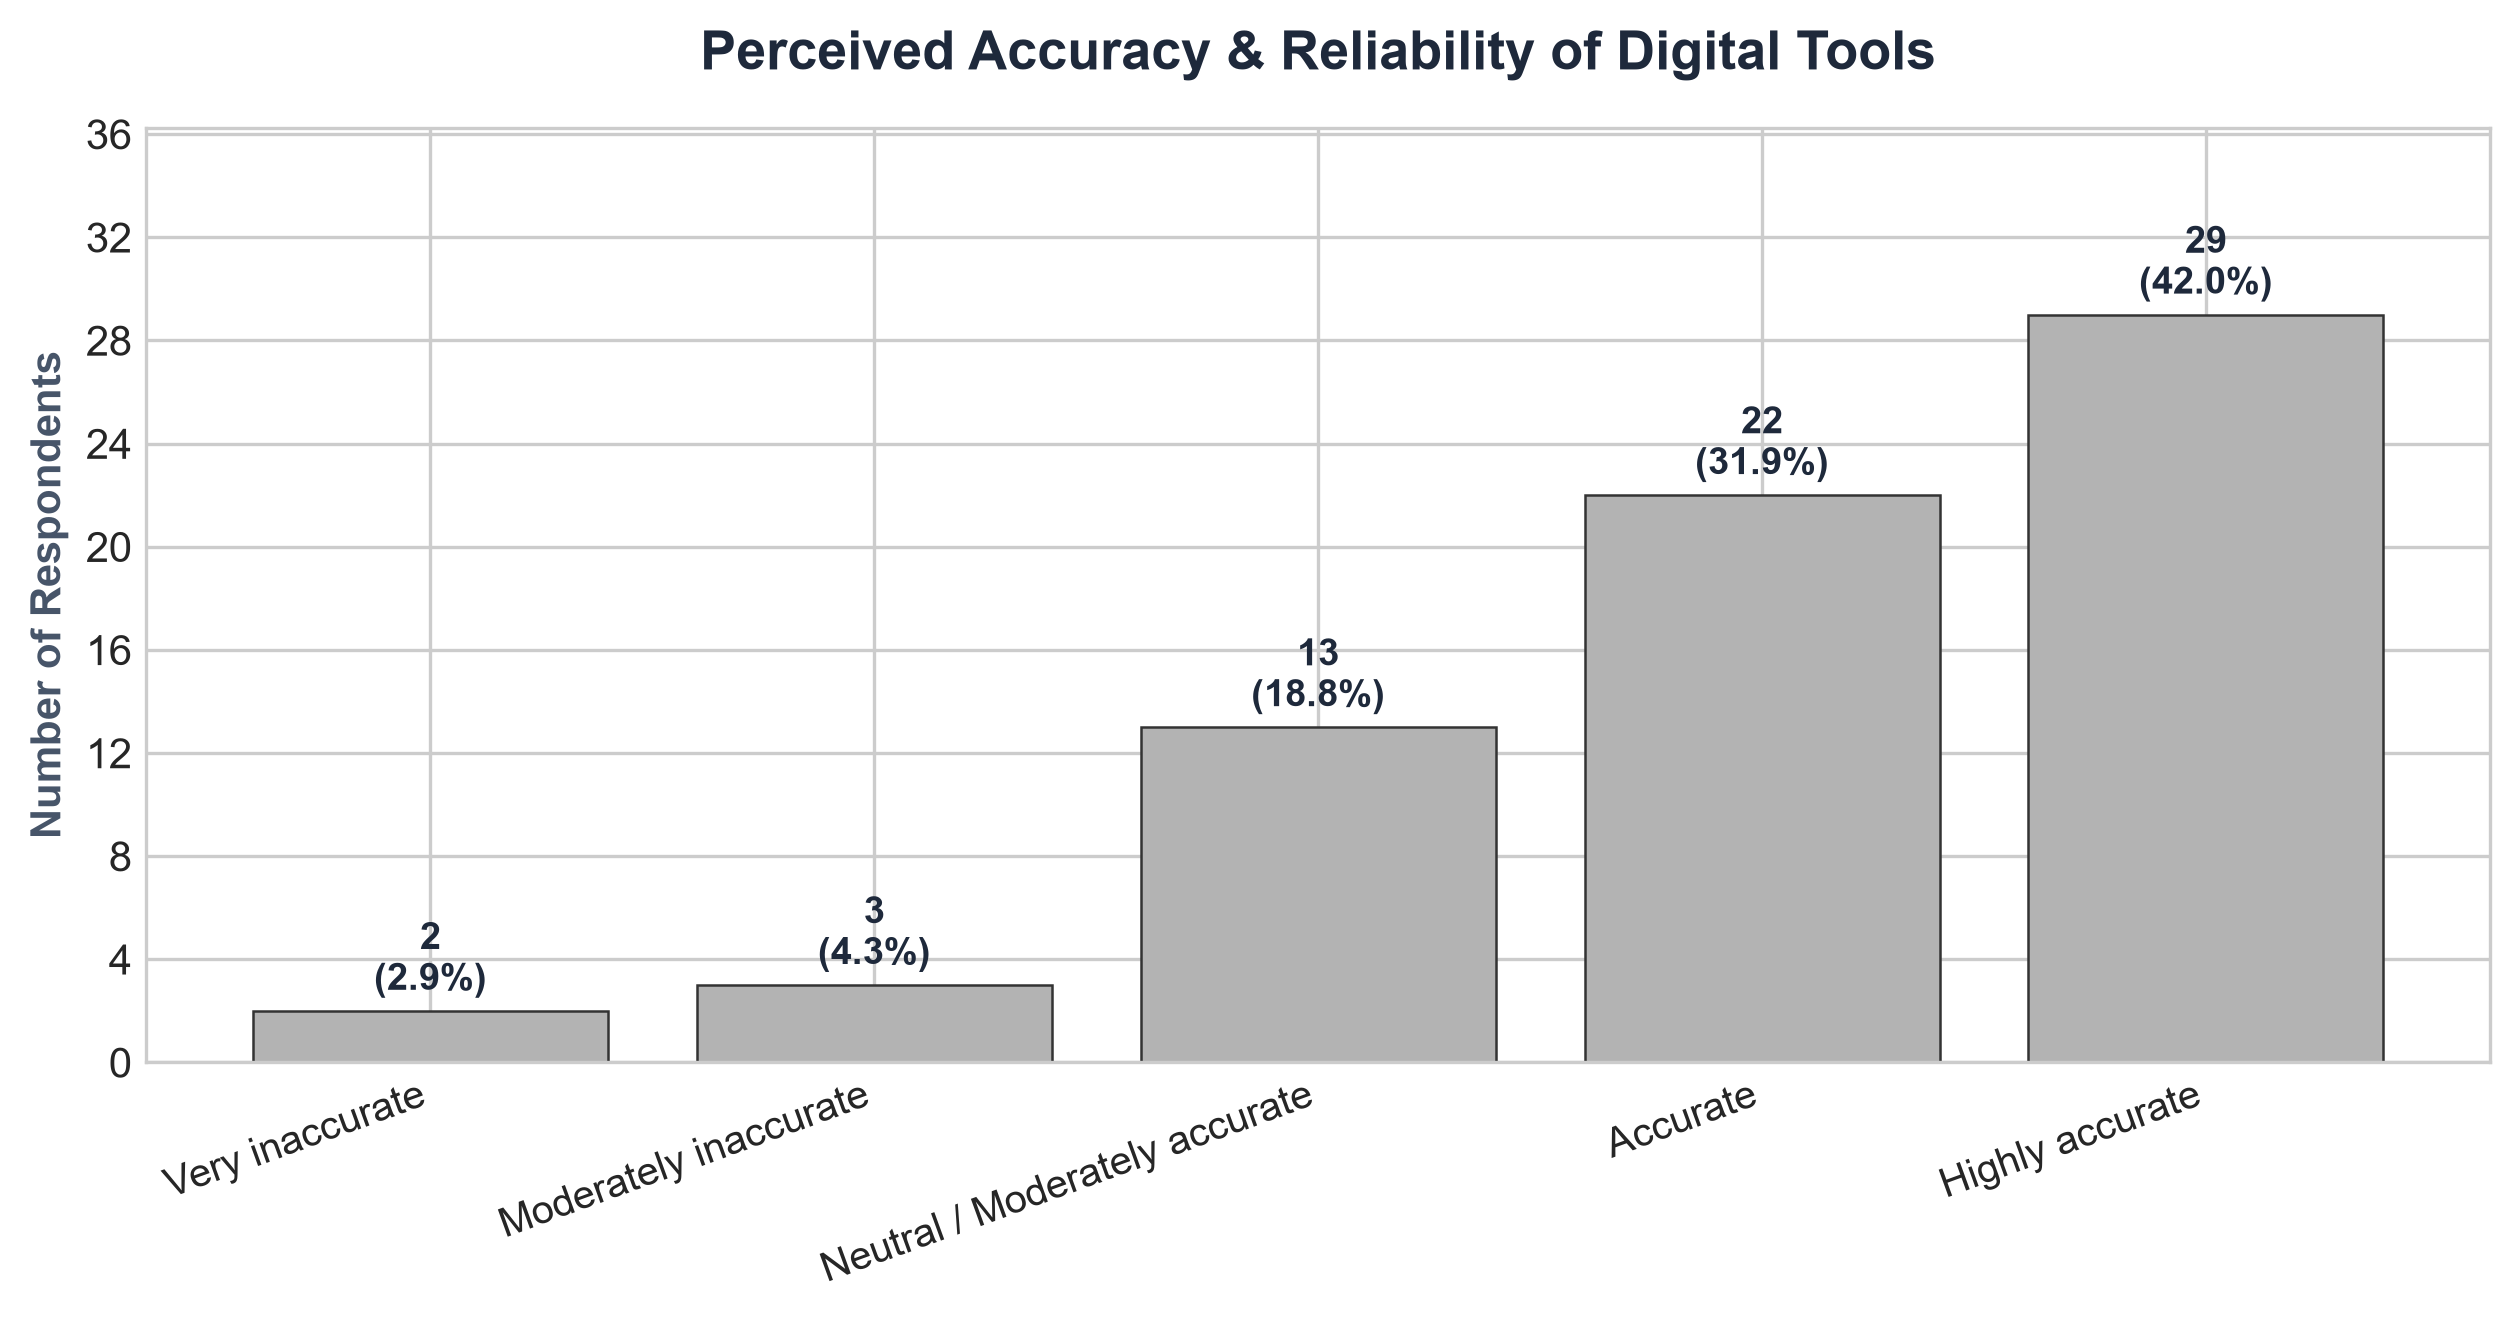 Perceived Accuracy & Reliability of Digital Tools
Number of Respondents
36
32
28
24
20
16
12
8
4
0
2
(2.9%)
3
(4.3%)
13
(18.8%)
22
(31.9%)
29
(42.0%)
Very inaccurate
Moderately inaccurate
Neutral / Moderately accurate
Accurate
Highly accurate